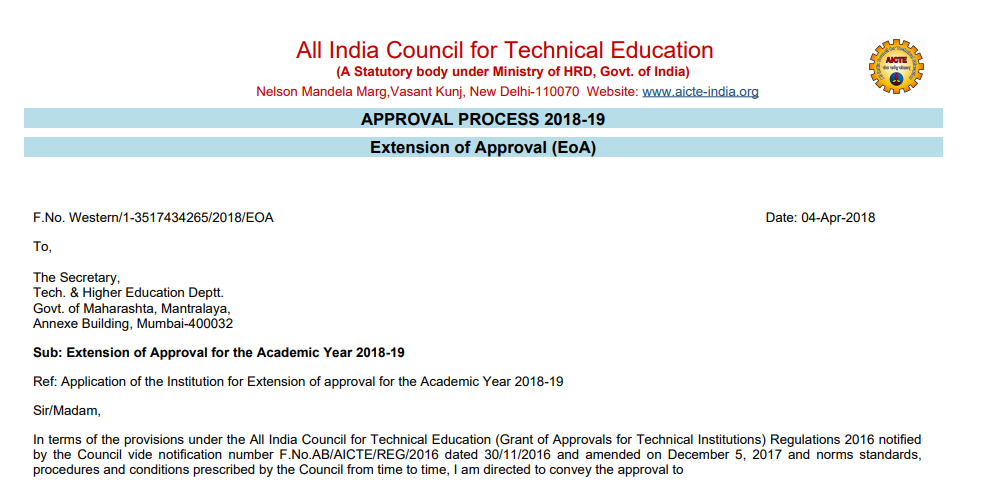 All India Council for Technical Education
(A Statutory body under Ministry of HRD, Govt. of India)
Nelson Mandela Marg,Vasant Kunj, New Delhi-110070 Website: www.aicte-india.org
AICTE
APPROVAL PROCESS 2018-19
Extension of Approval (EoA)
F.No. Western/1-3517434265/2018/EOA
Date: 04-Apr-2018
To,
The Secretary,
Tech. & Higher Education Deptt.
Govt. of Maharashta, Mantralaya,
Annexe Building, Mumbai-400032
Sub: Extension of Approval for the Academic Year 2018-19
Ref: Application of the Institution for Extension of approval for the Academic Year 2018-19
Sir/Madam,
In terms of the provisions under the All India Council for Technical Education (Grant of Approvals for Technical Institutions) Regulations 2016 notified
by the Council vide notification number F.No.AB/AICTE/REG/2016 dated 30/11/2016 and amended on December 5, 2017 and norms standards,
procedures and conditions prescribed by the Council from time to time, I am directed to convey the approval to